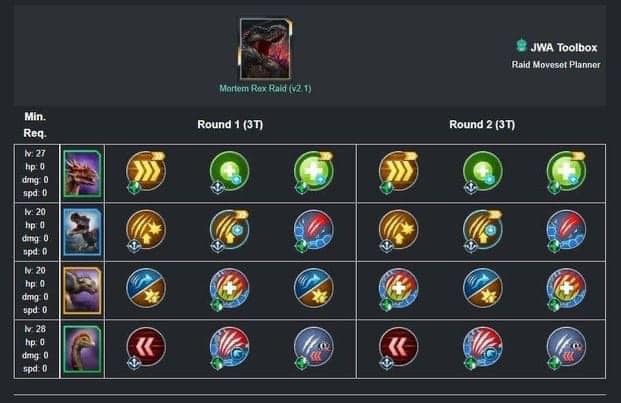 JWA Toolbox
Raid Moveset Planner
Mortem Rex Raid (v2.1)
Min.
Req.
Round 1 (3T)
Round 2 (3T)
lv: 27
hp: 0
dmg: 0
spd: 0
lv: 20
hp: 0
dmg: 0
spd: 0
lv: 20
hp: 0
dmg: 0
spd: 0
lv: 28
hp: 0
dmg: 0
spd: 0